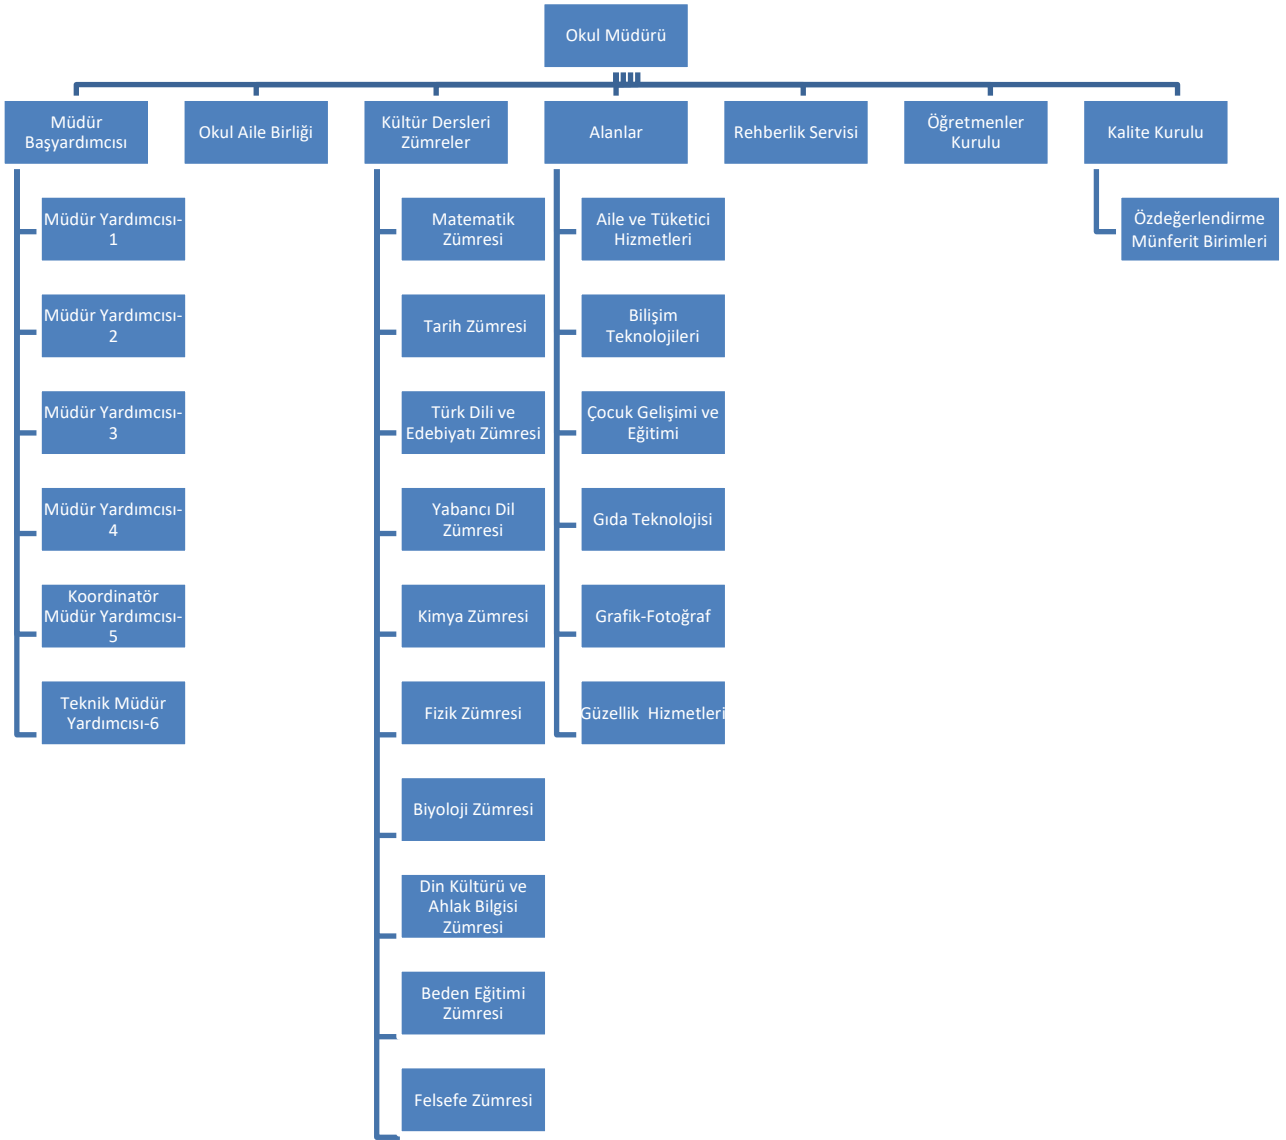 Okul Müdürü
Müdür
Başyardımcısı
Okul Aile Birliği
Kültür Dersleri
Zümreler
Alanlar
Rehberlik Servisi
Öğretmenler
Kurulu
Kalite Kurulu
Müdür Yardımcısı-
1
Müdür Yardımcısı-
2
Müdür Yardımcısı-
3
Müdür Yardımcısı-
4
Koordinatör
Müdür Yardımcısı-
5
Teknik Müdür
Yardımcısı-6
Matematik
Zümresi
Tarih Zümresi
Türk Dili ve
Edebiyatı Zümresi
Yabancı Dil
Zümresi
Kimya Zümresi
Fizik Zümresi
Biyoloji Zümresi
Din Kültürü ve
Ahlak Bilgisi
Zümresi
Beden Eğitimi
Zümresi
Felsefe Zümresi
Aile ve Tüketici
Hizmetleri
Bilişim
Teknolojileri
Çocuk Gelişimi ve
Eğitimi
Gıda Teknolojisi
Grafik-Fotoğraf
Güzellik  Hizmetleri
Özdeğerlendirme
Münferit Birimleri